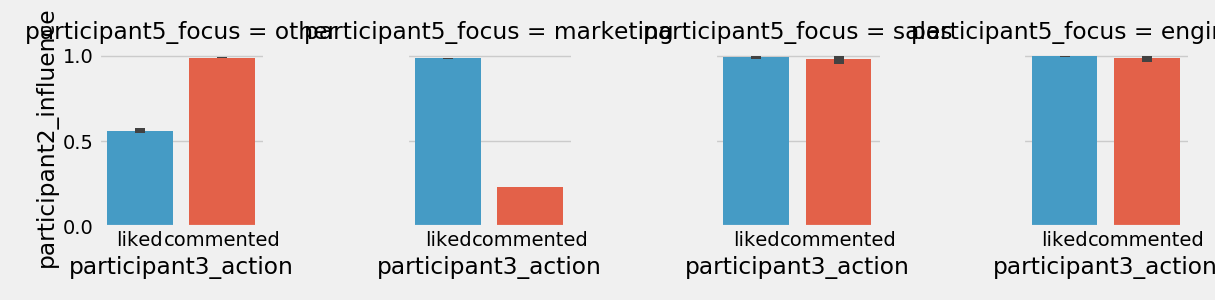 participant5_focus = other
participant5_focus = marketing
participant5_focus = sales
participant5_focus = engi
participant2_influence
1.0
0.5
0.0
liked commented
liked commented
liked commented
liked commented
participant3_action
participant3_action
participant3_action
participant3_action